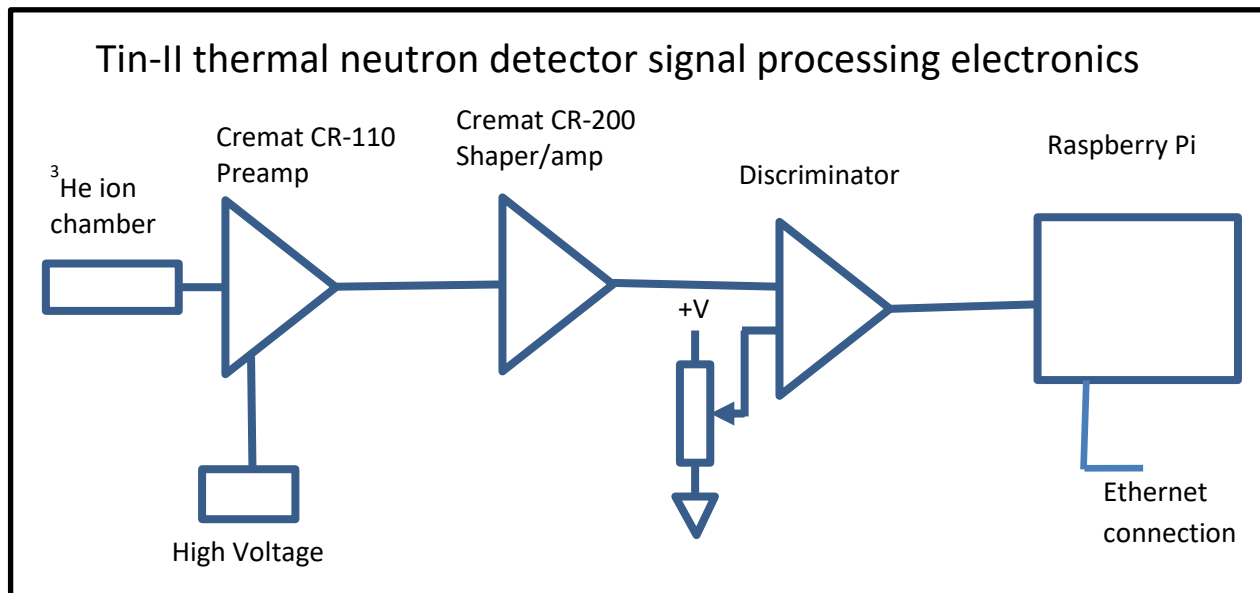 Tin-II thermal neutron detector signal processing electronics
³He ion
chamber
Cremat CR-110
Preamp
Cremat CR-200
Shaper/amp
Discriminator
Raspberry Pi
+V
High Voltage
Ethernet
connection